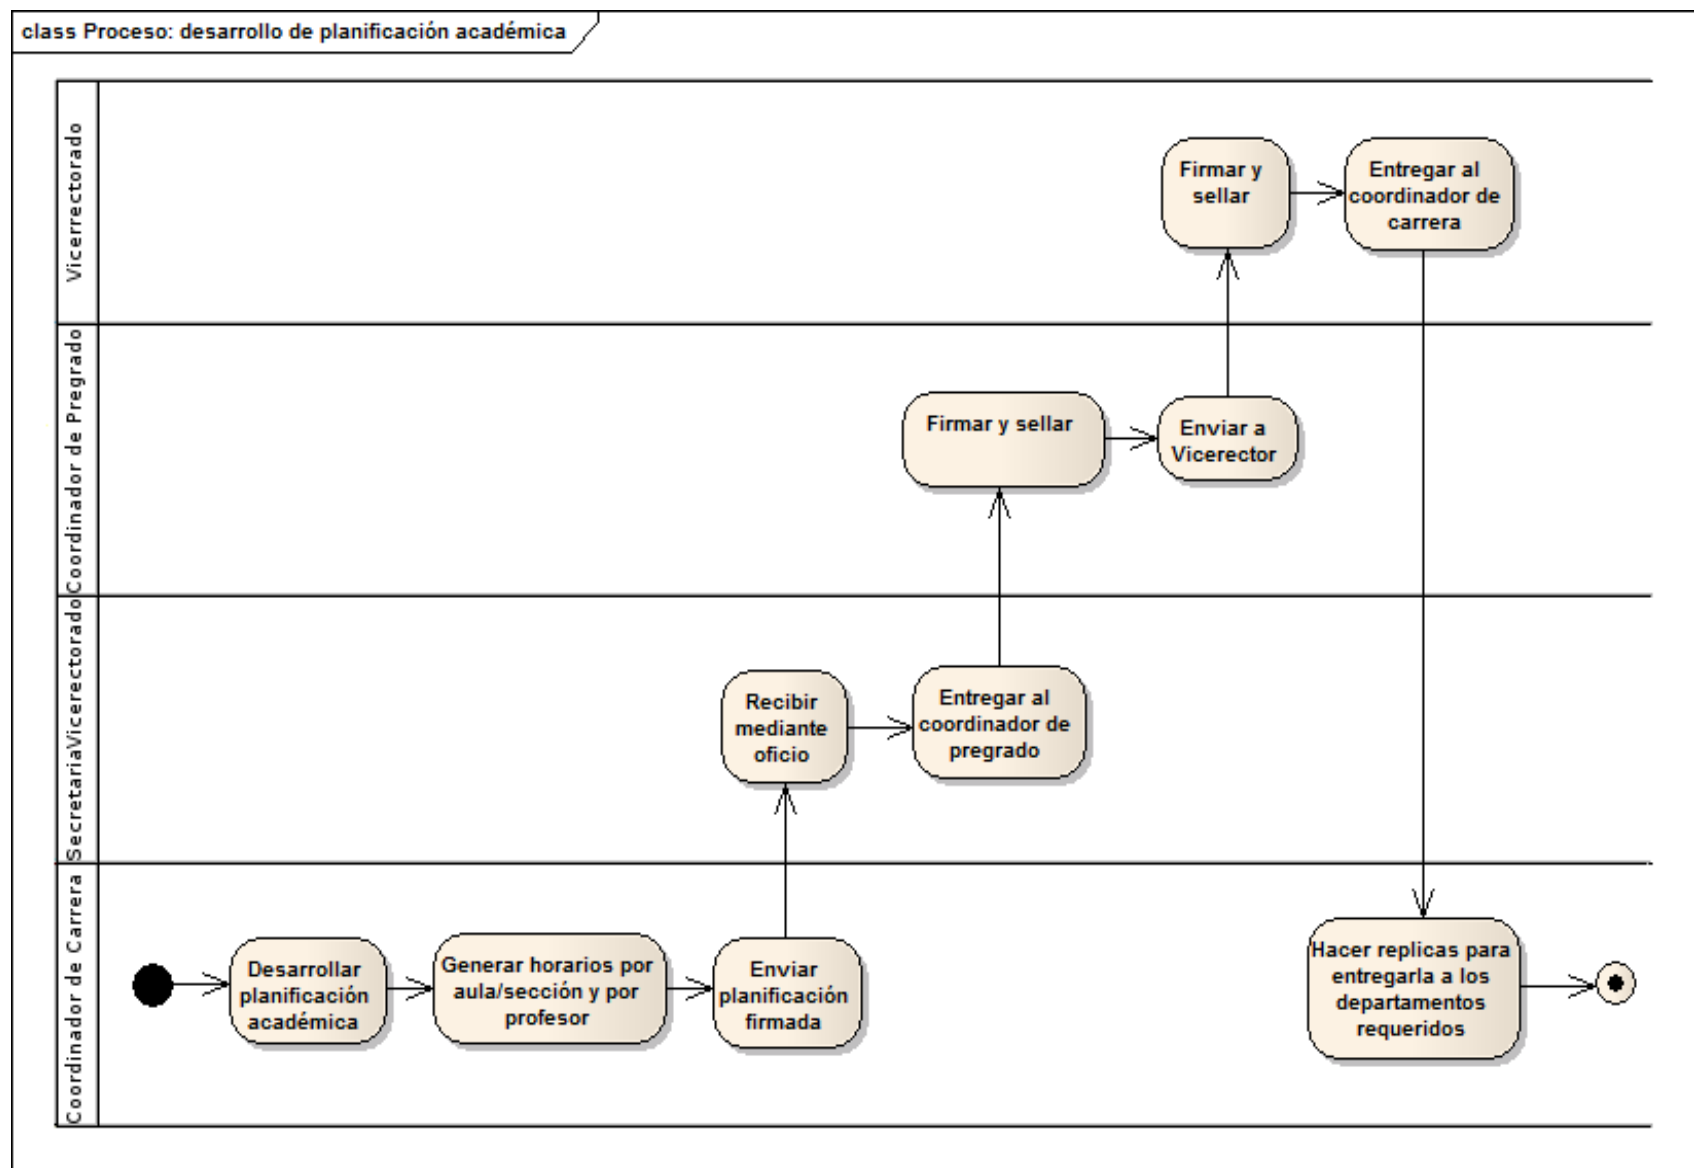 class Proceso: desarrollo de planificación académica
Vicerrectorado
Firmar y
sellar
Entregar al
coordinador de
carrera
Coordinador de Pregrado
Firmar y sellar
Enviar a
Vicerector
SecretariaVicerectorado
Recibir
mediante
oficio
Entregar al
coordinador de
pregrado
Coordinador de Carrera
Desarrollar
planificación
académica
Generar horarios por
aula/sección y por
profesor
Enviar
planificación
firmada
Hacer replicas para
entregarla a los
departamentos
requeridos